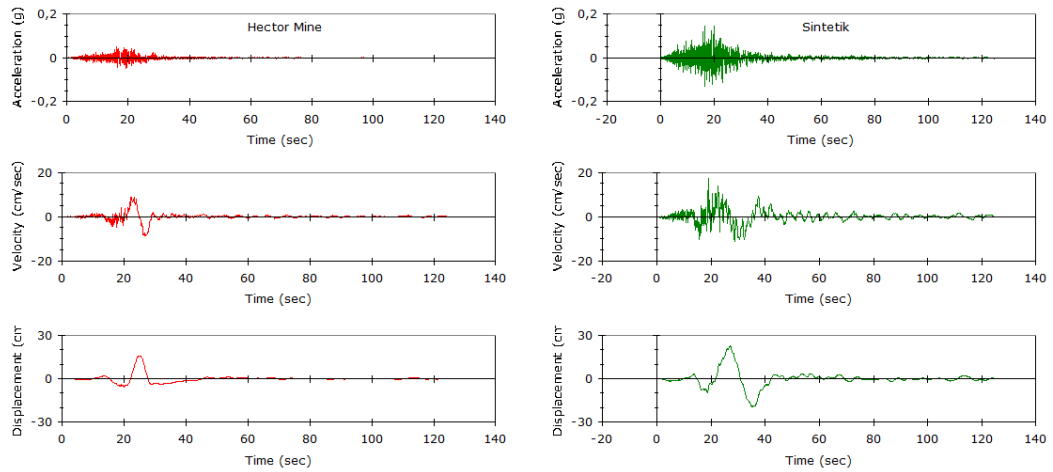 Hector Mine
Acceleration (g)
0,2
0
-0,2
0 20 40 60 80 100 120 140
Time (sec)
Sintetik
Acceleration (g)
0,2
0
-0,2
-20 0 20 40 60 80 100 120 140
Time (sec)
Velocity (cm/sec)
20
0
-20
0 20 40 60 80 100 120 140
Time (sec)
Velocity (cm/sec)
20
0
-20
-20 0 20 40 60 80 100 120 140
Time (sec)
Displacement (cm
30
0
-30
0 20 40 60 80 100 120 140
Time (sec)
Displacement (cm
30
0
-30
-20 0 20 40 60 80 100 120 140
Time (sec)